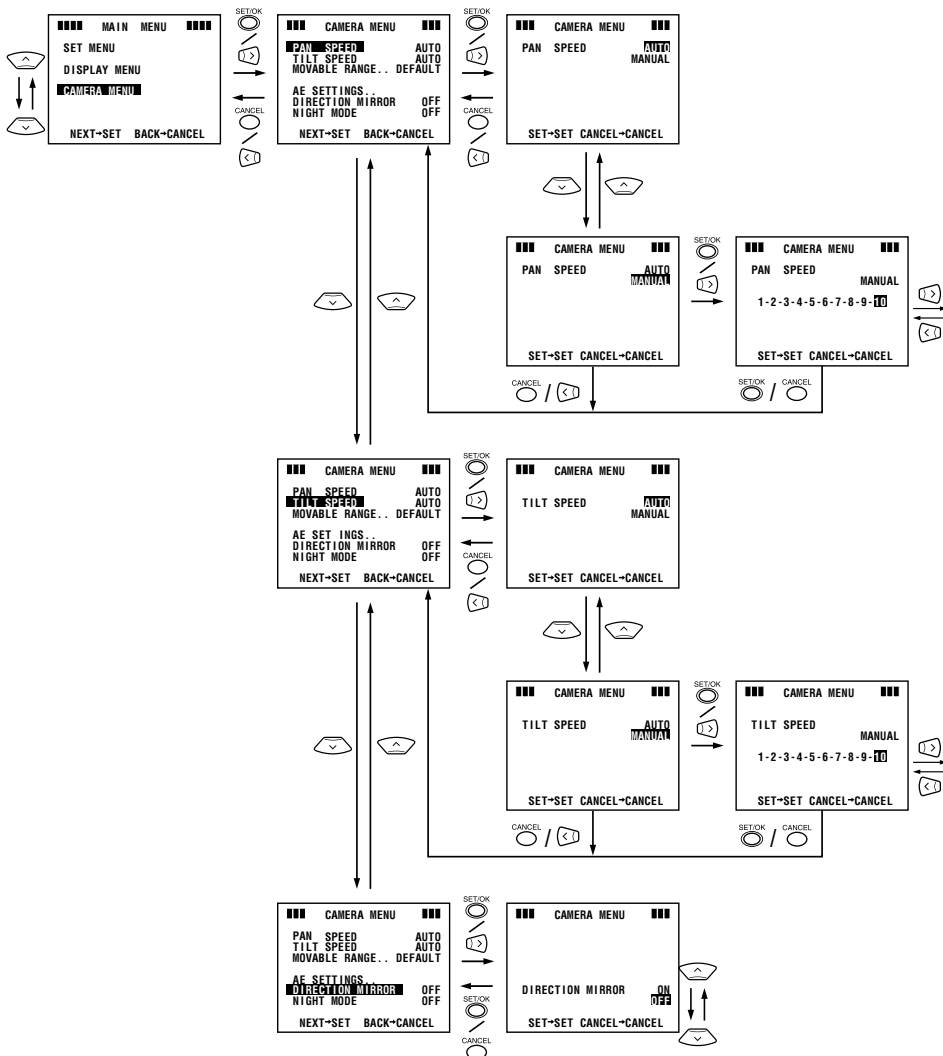 MAIN MENU
SET MENU
DISPLAY MENU
CAMERA MENU
NEXT→SET BACK→CANCEL
SET/OK
/
CANCEL
/
CAMERA MENU
PAN SPEED AUTO
TILT SPEED AUTO
MOVABLE RANGE.. DEFAULT
AE SETTINGS..
DIRECTION MIRROR OFF
NIGHT MODE OFF
NEXT→SET BACK→CANCEL
SET/OK
/
CANCEL
/
CAMERA MENU
PAN SPEED AUTO
MANUAL
SET→SET CANCEL→CANCEL
CAMERA MENU
PAN SPEED AUTO
MANUAL
SET→SET CANCEL→CANCEL
SET/OK
/
CAMERA MENU
PAN SPEED
MANUAL
1-2-3-4-5-6-7-8-9-10
SET→SET CANCEL→CANCEL
CANCEL /
SET/OK / CANCEL
CAMERA MENU
PAN SPEED AUTO
TILT SPEED AUTO
MOVABLE RANGE.. DEFAULT
AE SET INGS..
DIRECTION MIRROR OFF
NIGHT MODE OFF
NEXT→SET BACK→CANCEL
SET/OK
/
CANCEL
/
CAMERA MENU
TILT SPEED AUTO
MANUAL
SET→SET CANCEL→CANCEL
CAMERA MENU
TILT SPEED AUTO
MANUAL
SET→SET CANCEL→CANCEL
SET/OK
/
CAMERA MENU
TILT SPEED
MANUAL
1-2-3-4-5-6-7-8-9-10
SET→SET CANCEL→CANCEL
CANCEL /
SET/OK / CANCEL
CAMERA MENU
PAN SPEED AUTO
TILT SPEED AUTO
MOVABLE RANGE.. DEFAULT
AE SETTINGS..
DIRECTION MIRROR OFF
NIGHT MODE OFF
NEXT→SET BACK→CANCEL
SET/OK
/
SET/OK
/
CANCEL
CAMERA MENU
DIRECTION MIRROR ON
OFF
SET→SET CANCEL→CANCEL